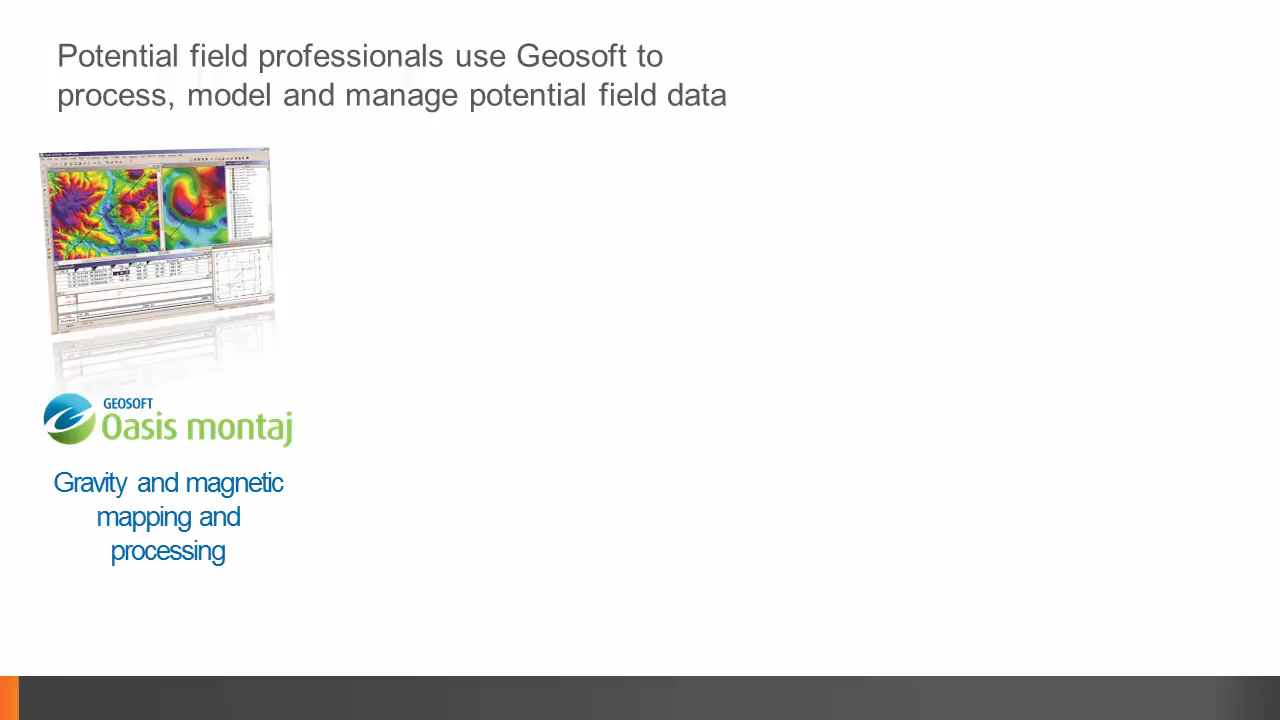 Potential field professionals use Geosoft to
process, model and manage potential field data
GEOSOFT
Oasis montaj
Gravity and magnetic
mapping and
processing